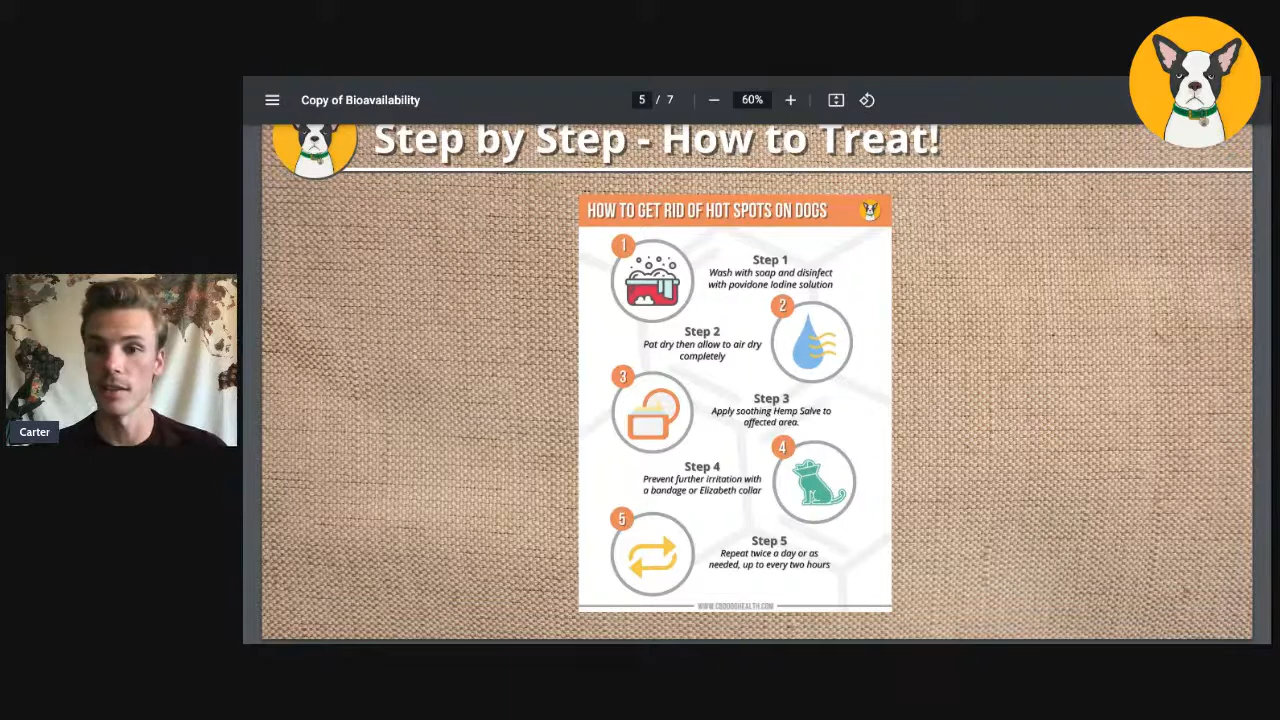 Copy of Bioavailability
5 / 7
60%
Step by Step - How to Treat!
HOW TO GET RID OF HOT SPOTS ON DOGS
1
Step 1
Wash with soap and disinfect
with povidone Iodine solution
2
Step 2
Pat dry then allow to air dry
completely
3
Step 3
Apply soothing Hemp Salve to
affected area.
4
Step 4
Prevent further irritation with
a bandage or Elizabeth collar
5
Step 5
Repeat twice a day or as
needed, up to every two hours
WWW.CBDDOGHEALTH.COM
Carter